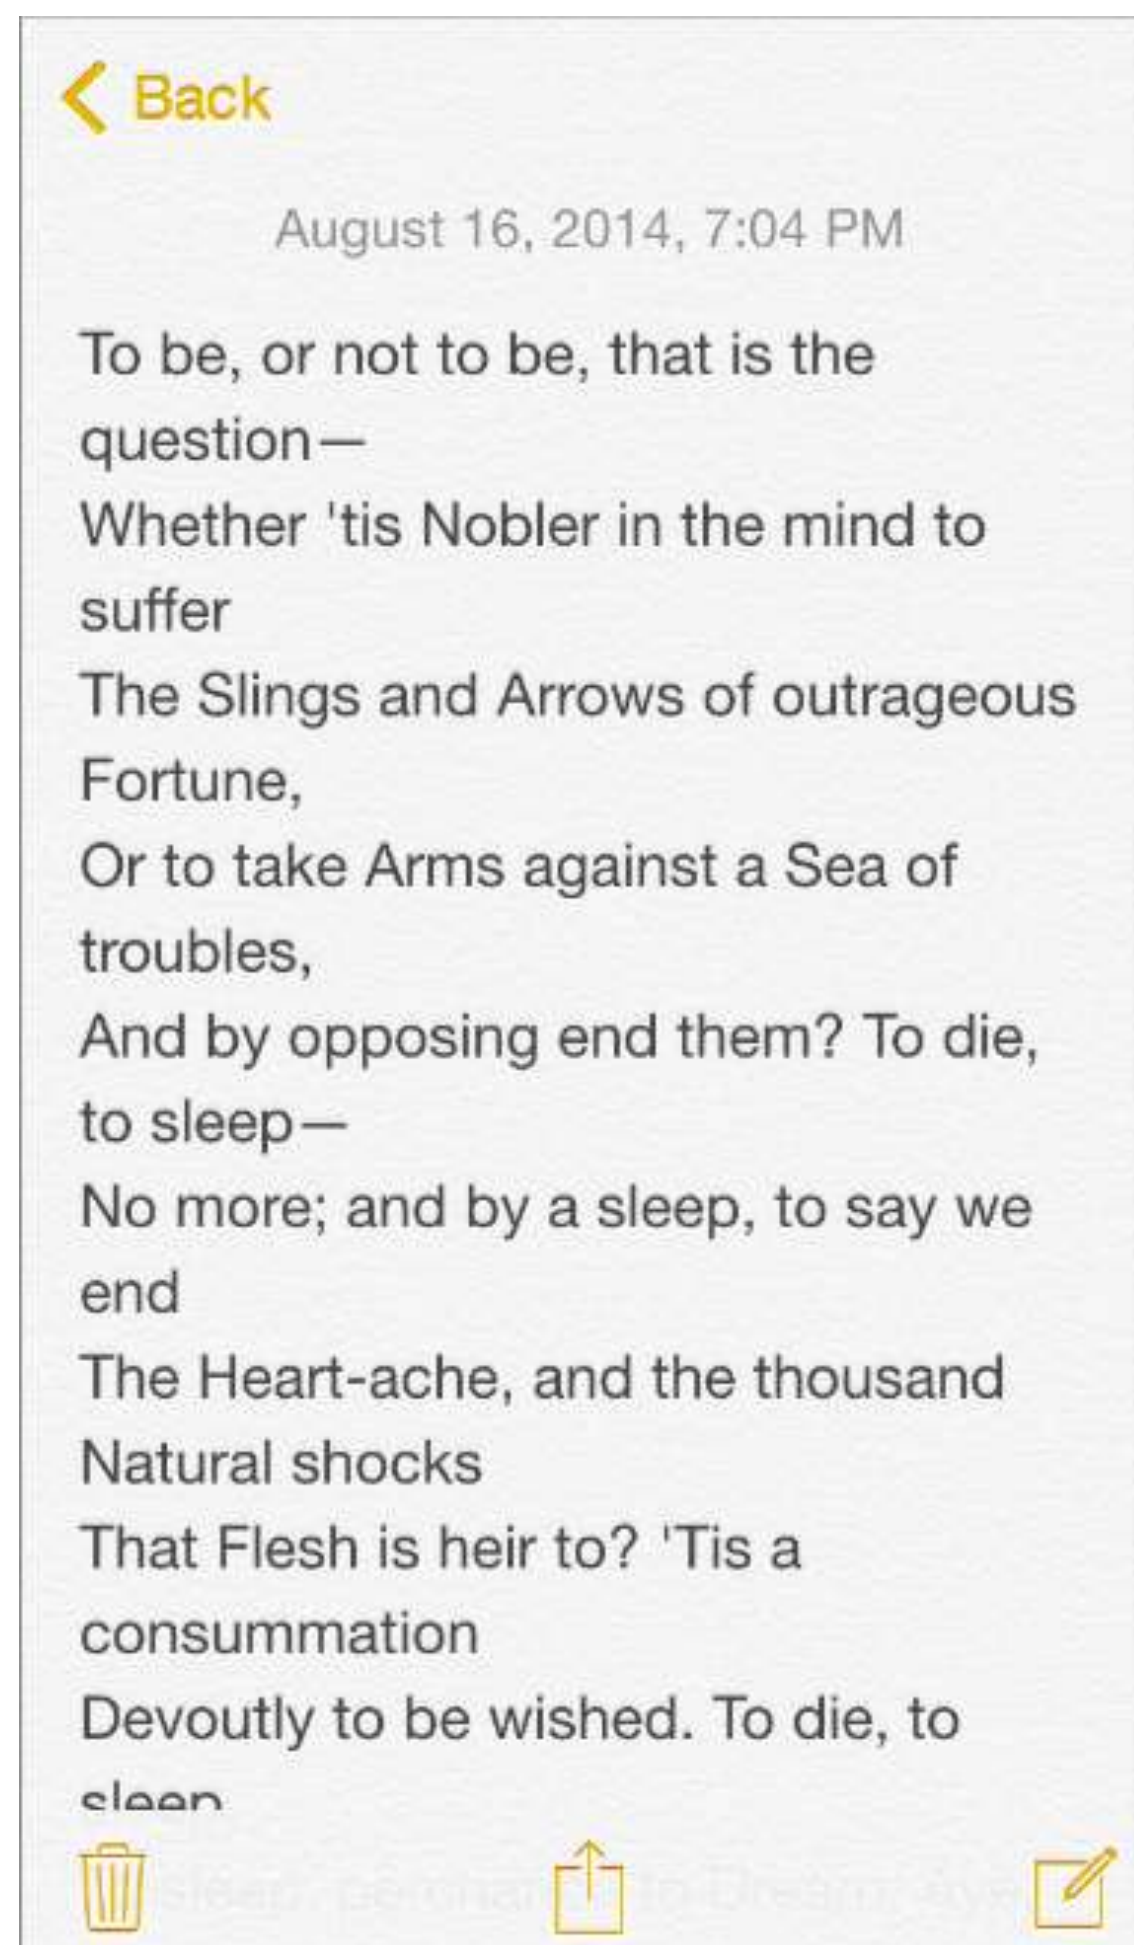 Back
August 16, 2014, 7:04 PM
To be, or not to be, that is the
question—
Whether 'tis Nobler in the mind to
suffer
The Slings and Arrows of outrageous
Fortune,
Or to take Arms against a Sea of
troubles,
And by opposing end them? To die,
to sleep—
No more; and by a sleep, to say we
end
The Heart-ache, and the thousand
Natural shocks
That Flesh is heir to? 'Tis a
consummation
Devoutly to be wished. To die, to
sleep